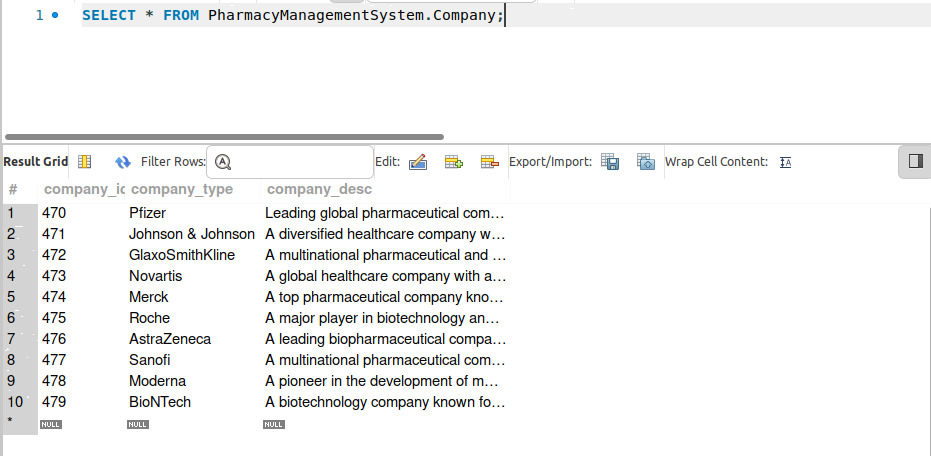 1 SELECT * FROM PharmacyManagementSystem.Company;
Result Grid Filter Rows: Edit: Export/Import: Wrap Cell Content:
# company_ic company_type company_desc
1 470 Pfizer Leading global pharmaceutical com...
2 471 Johnson & Johnson A diversified healthcare company w...
3 472 GlaxoSmithKline A multinational pharmaceutical and ...
4 473 Novartis A global healthcare company with a...
5 474 Merck A top pharmaceutical company kno...
6 475 Roche A major player in biotechnology an...
7 476 AstraZeneca A leading biopharmaceutical compa...
8 477 Sanofi A multinational pharmaceutical com...
9 478 Moderna A pioneer in the development of m...
10 479 BioNTech A biotechnology company known fo...
* NULL NULL NULL